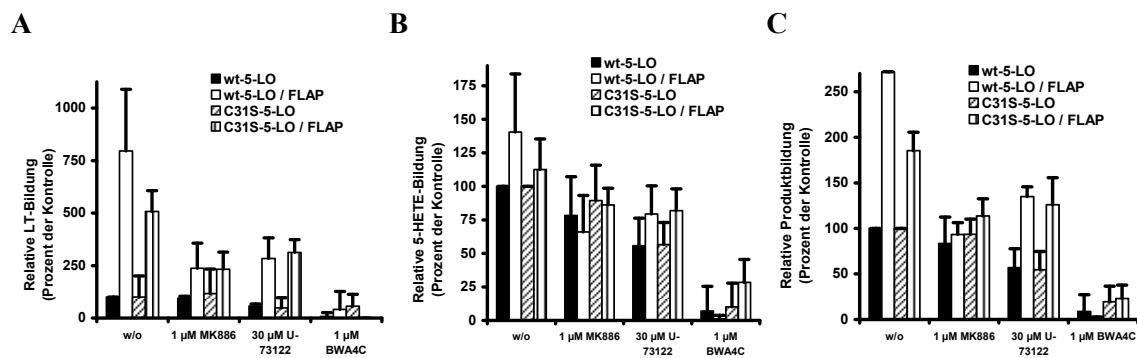 A
Relative LT-Bildung
(Prozent der Kontrolle)
1000
750
500
250
0
wt-5-LO
wt-5-LO / FLAP
C31S-5-LO
C31S-5-LO / FLAP
w/o
1 µM MK886
30 µM U-
73122
1 µM
BWA4C
B
Relative 5-HETE-Bildung
(Prozent der Kontrolle)
175
150
125
100
75
50
25
0
wt-5-LO
wt-5-LO / FLAP
C31S-5-LO
C31S-5-LO / FLAP
w/o
1 µM MK886
30 µM U-
73122
1 µM
BWA4C
C
Relative Produktbildung
(Prozent der Kontrolle)
250
200
150
100
50
0
wt-5-LO
wt-5-LO / FLAP
C31S-5-LO
C31S-5-LO / FLAP
w/o
1 µM MK886
30 µM U-
73122
1 µM BWA4C